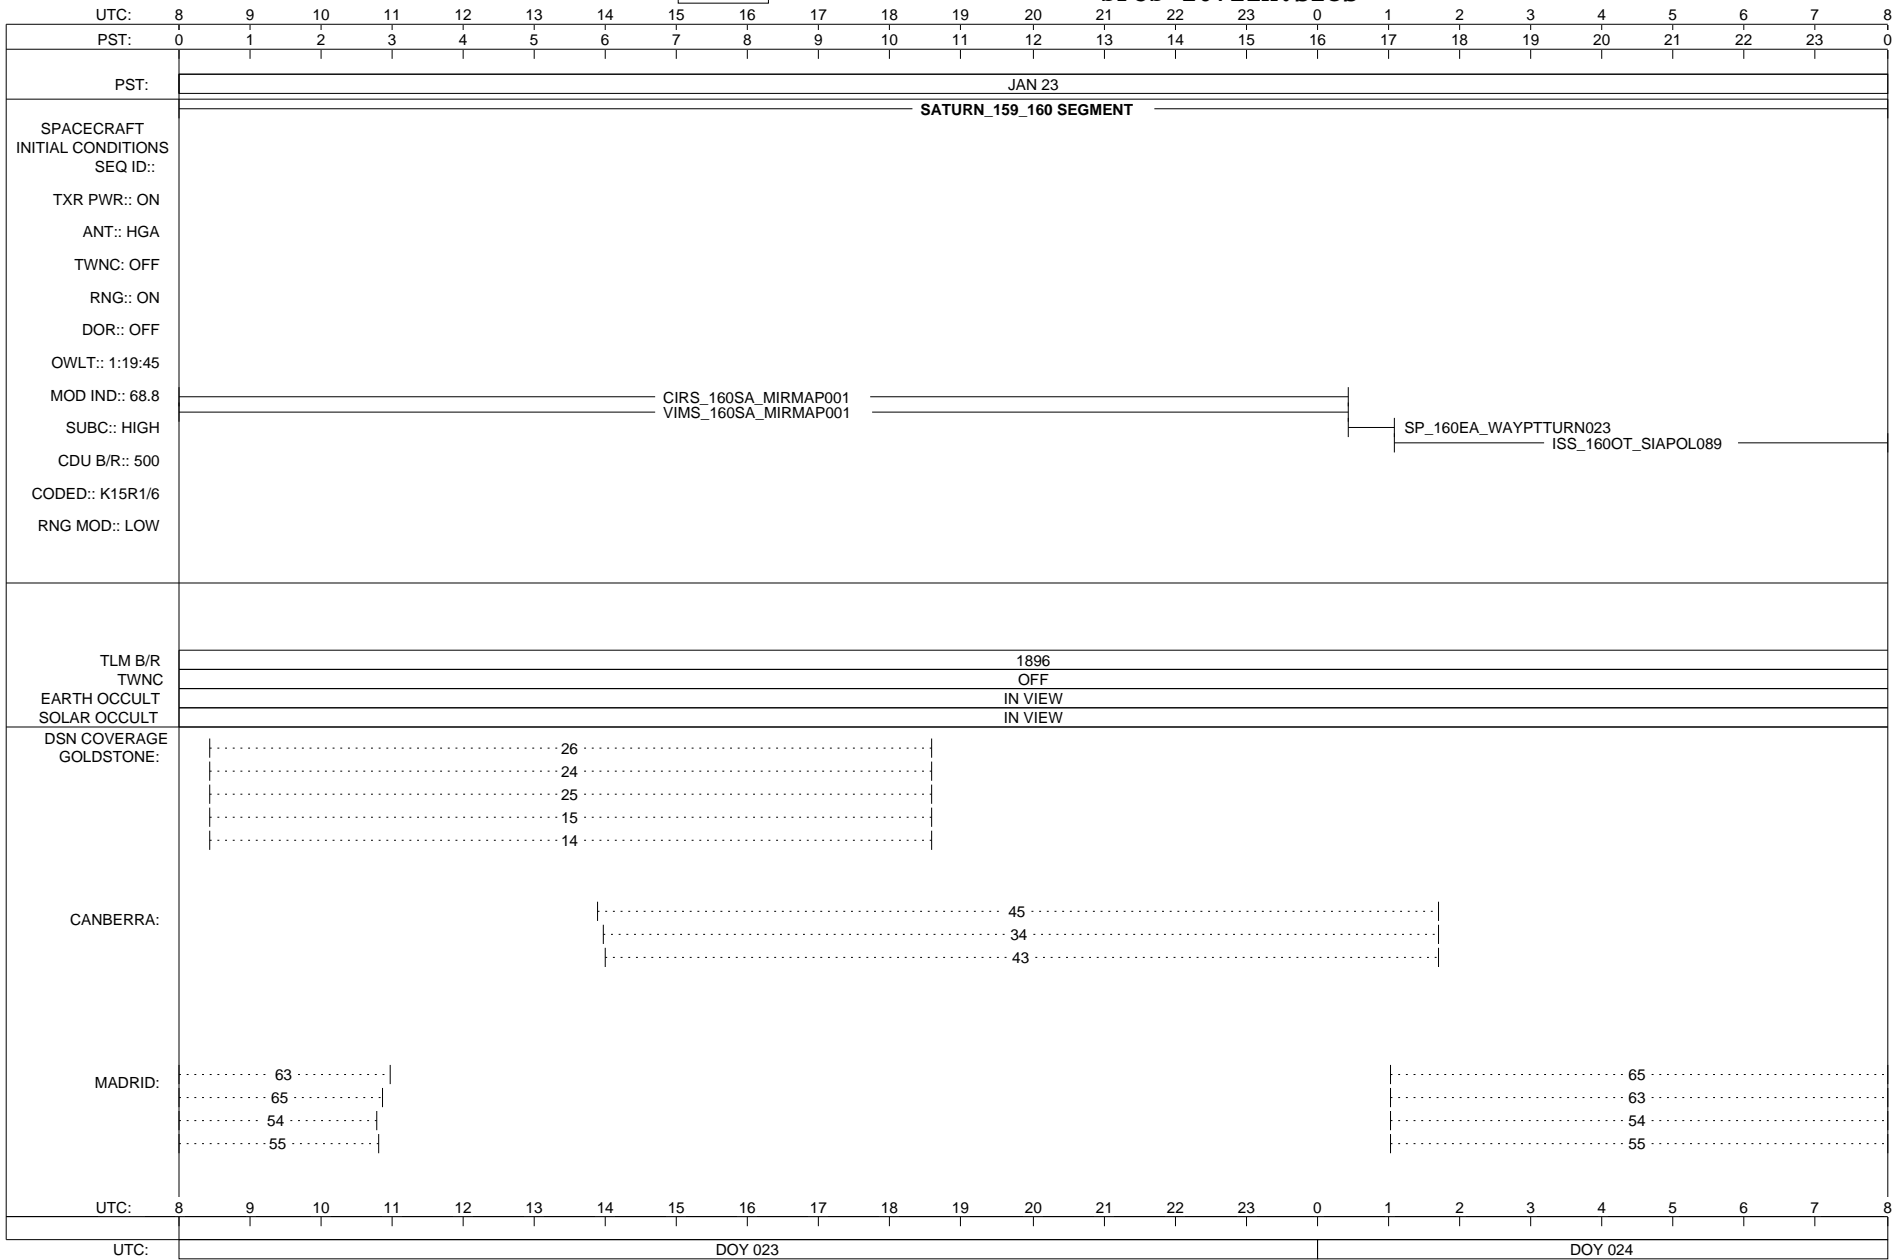 UTC: 8 9 10 11 12 13 14 15 16 17 18 19 20 21 22 23 0 1 2 3 4 5 6 7 8
PST: 0 1 2 3 4 5 6 7 8 9 10 11 12 13 14 15 16 17 18 19 20 21 22 23 0
PST: JAN 23
SATURN_159_160 SEGMENT
SPACECRAFT
INITIAL CONDITIONS
SEQ ID::
TXR PWR:: ON
ANT:: HGA
TWNC: OFF
RNG:: ON
DOR:: OFF
OWLT:: 1:19:45
MOD IND:: 68.8 CIRS_160SA_MIRMAP001
VIMS_160SA_MIRMAP001
SUBC:: HIGH SP_160EA_WAYPTTURN023
ISS_160OT_SIAPOL089
CDU B/R:: 500
CODED:: K15R1/6
RNG MOD:: LOW
TLM B/R 1896
TWNC OFF
EARTH OCCULT IN VIEW
SOLAR OCCULT IN VIEW
DSN COVERAGE
GOLDSTONE: 26
24
25
15
14
CANBERRA: 45
34
43
MADRID: 63 65
65 63
54 54
55 55
UTC: 8 9 10 11 12 13 14 15 16 17 18 19 20 21 22 23 0 1 2 3 4 5 6 7 8
UTC: DOY 023 DOY 024